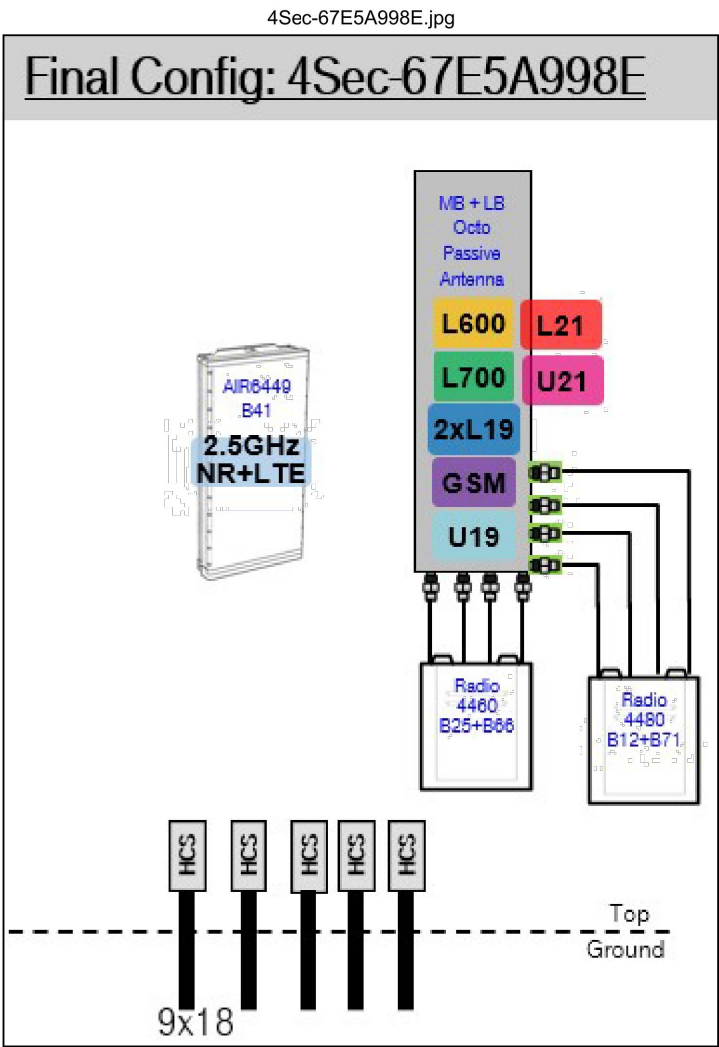 4Sec-67E5A998E.jpg
Final Config: 4Sec-67E5A998E
MB + LB
Octo
Passive
Antenna
L600
L21
L700
U21
2xL19
GSM
U19
AIR6449
B41
2.5GHz
NR+LTE
Radio
4460
B25+B66
Radio
4480
B12+B71
HCS
HCS
HCS
HCS
HCS
Top
Ground
9x18